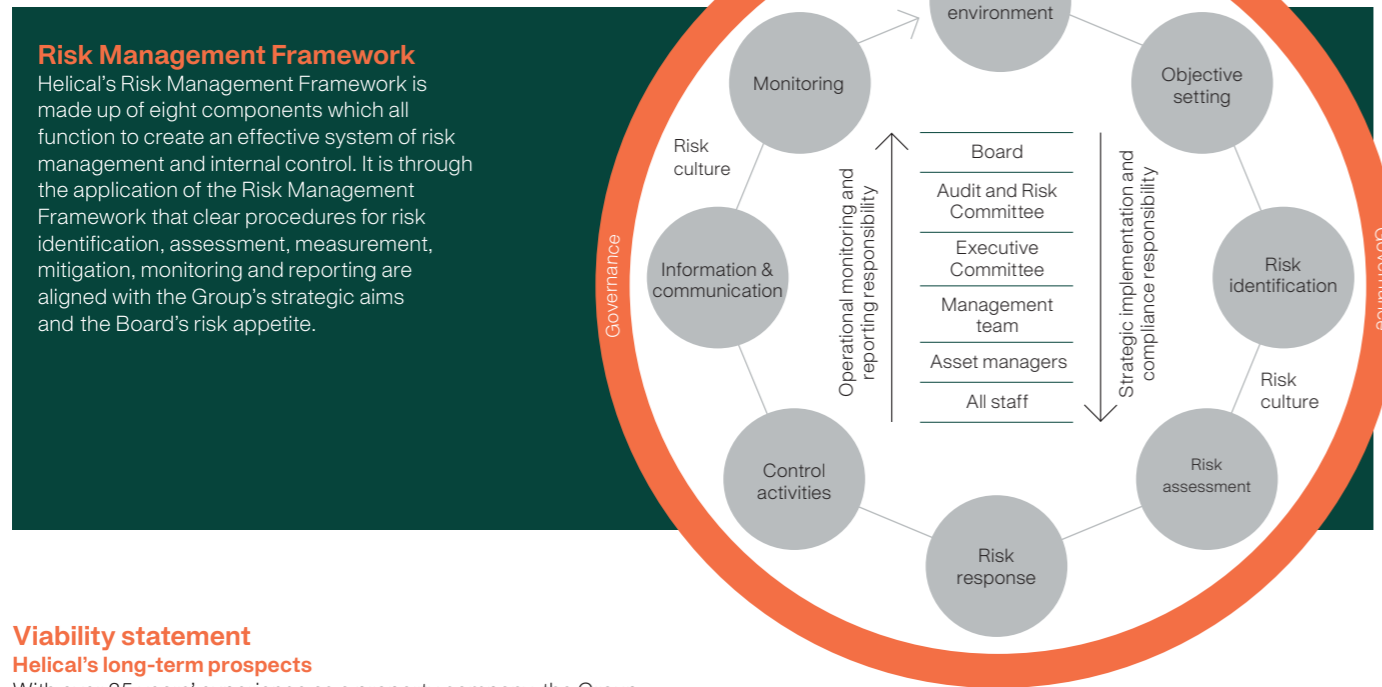 Risk Management Framework
Helical’s Risk Management Framework is
made up of eight components which all
function to create an effective system of risk
management and internal control. It is through
the application of the Risk Management
Framework that clear procedures for risk
identification, assessment, measurement,
mitigation, monitoring and reporting are
aligned with the Group’s strategic aims
and the Board’s risk appetite.
environment
Objective
setting
Risk
identification
Risk
culture
Risk
assessment
Risk
response
Control
activities
Information &
communication
Risk
culture
Monitoring
Governance
Governance
Operational monitoring and
reporting responsibility
Board
Audit and Risk
Committee
Executive
Committee
Management
team
Asset managers
All staff
Strategic implementation and
compliance responsibility
Viability statement
Helical’s long-term prospects